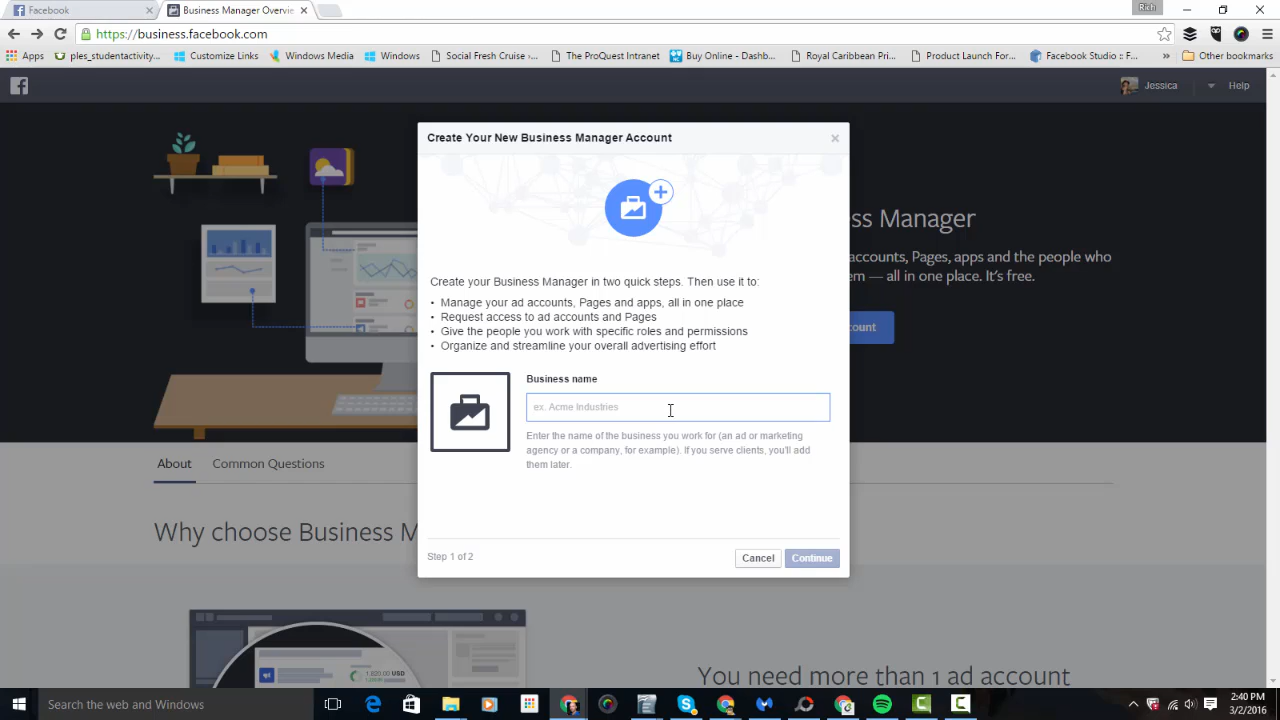 Facebook
Business Manager Overvie
Rich
https://business.facebook.com
Apps
ples_studentactivity...
Customize Links
Windows Media
Windows
Social Fresh Cruise -...
The ProQuest Intranet
Buy Online - Dashb...
Royal Caribbean Pri...
Product Launch For...
Facebook Studio :: F...
»
Other bookmarks
Jessica
Help
Create Your New Business Manager Account
ss Manager
accounts, Pages, apps and the people who
em — all in one place. It's free.
ccount
Create your Business Manager in two quick steps. Then use it to:
• Manage your ad accounts, Pages and apps, all in one place
• Request access to ad accounts and Pages
• Give the people you work with specific roles and permissions
• Organize and streamline your overall advertising effort
Business name
ex. Acme Industries
Enter the name of the business you work for (an ad or marketing
agency or a company, for example). If you serve clients, you'll add
them later.
About
Common Questions
Why choose Business M
Step 1 of 2
Cancel
Continue
1,020.00 USD
You need more than 1 ad account
Search the web and Windows
2:40 PM
3/2/2016